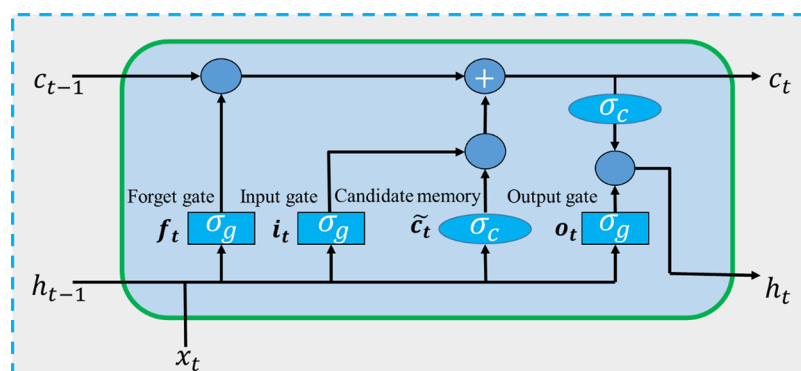 c_{t−1} + c_t
σ_c
Forget gate Input gate Candidate memory Output gate
f_t σ_g i_t σ_g c̃_t σ_c o_t σ_g
h_{t−1} h_t
x_t